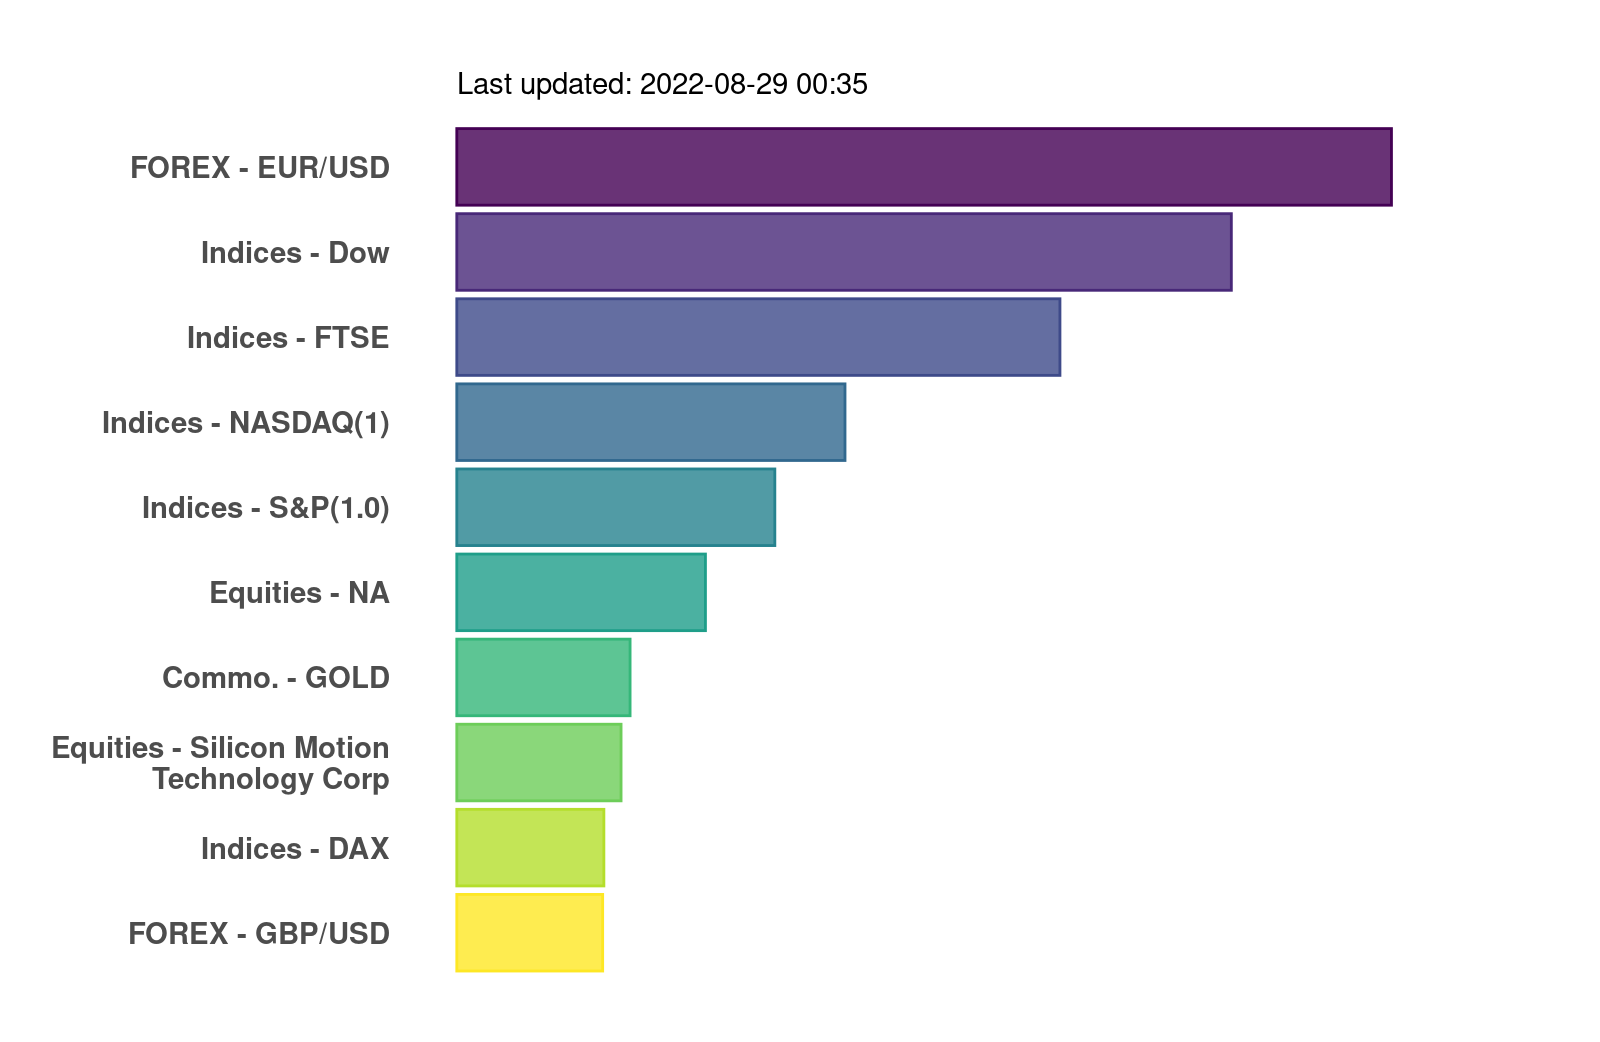 Last updated: 2022-08-29 00:35
FOREX - EUR/USD
Indices - Dow
Indices - FTSE
Indices - NASDAQ(1)
Indices - S&P(1.0)
Equities - NA
Commo. - GOLD
Equities - Silicon Motion
Technology Corp
Indices - DAX
FOREX - GBP/USD